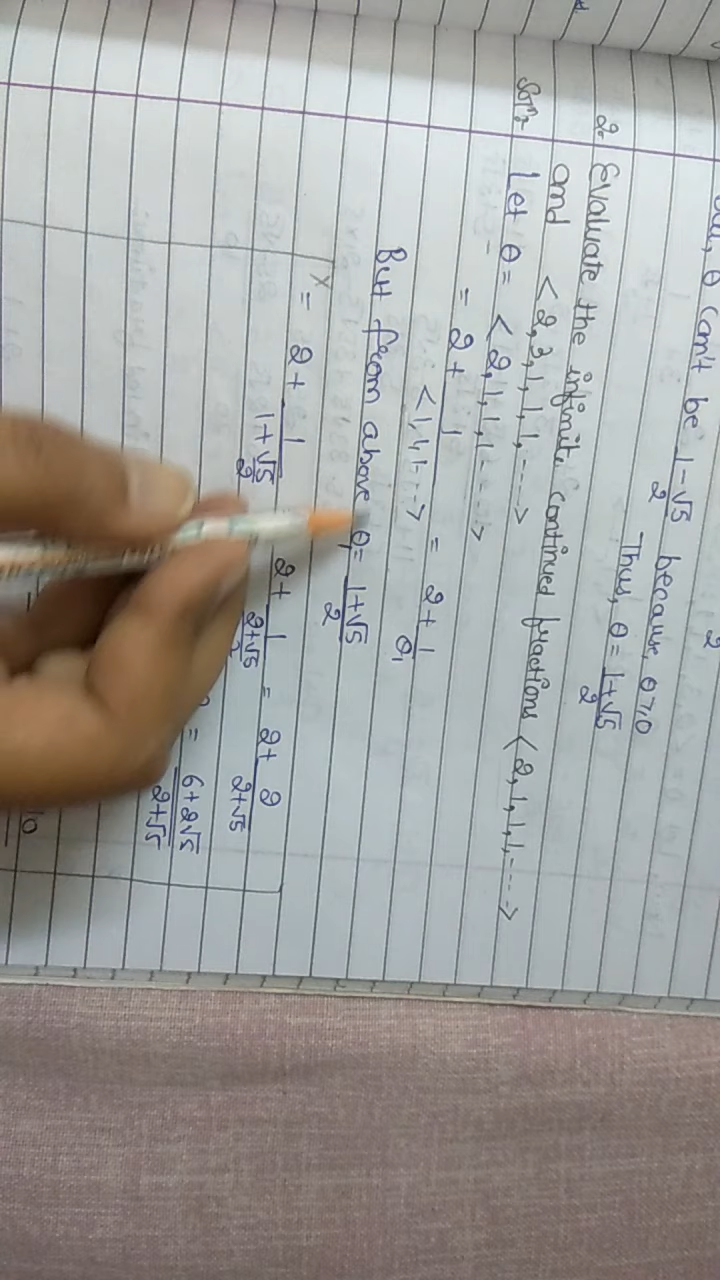 θ can't be 1-√5/2 because, θ>0
Thus, θ = 1+√5/2
2- Evaluate the infinite continued fractions < 2, 1, 1, 1, --- >
and < 2, 3, 1, 1, 1, ---- >
Solⁿ:- Let θ = < 2, 1, 1, 1 ---- >
= 2 + 1/< 1, 1, 1 --- > = 2 + 1/θ₁
But from above θ₁ = 1+√5/2
x = 2 + 1/1+√5/2 2 + 1/2+√5/2 = 2 + 2/2+√5
= 6+2√5/2+√5